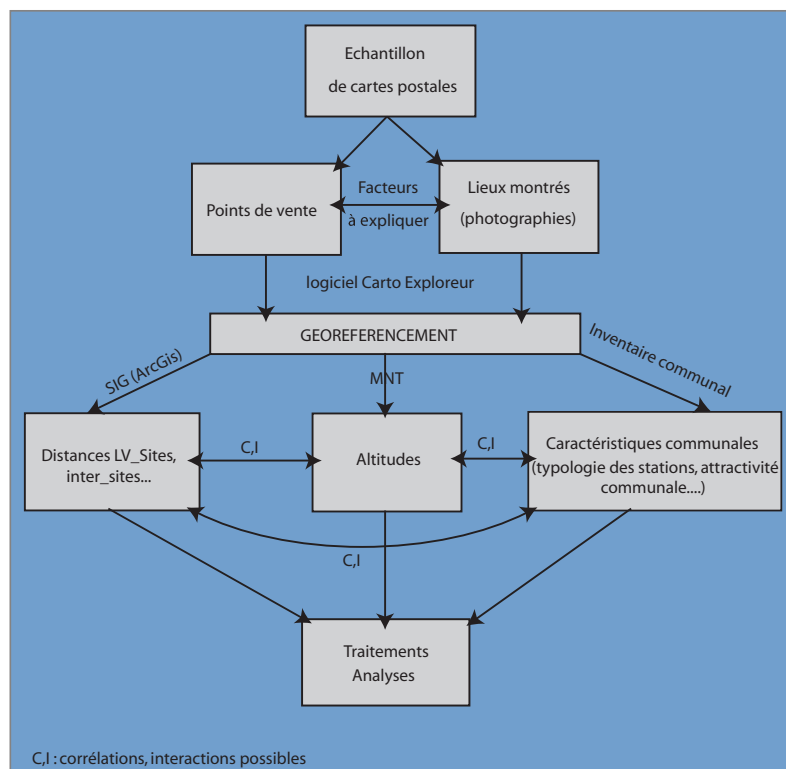 Echantillon
de cartes postales
Points de vente
Facteurs
à expliquer
Lieux montrés
(photographies)
logiciel Carto Exploreur
GEOREFERENCEMENT
SIG (ArcGis)
MNT
Inventaire communal
Distances LV_Sites,
inter_sites...
C,I
Altitudes
C,I
Caractéristiques communales
(typologie des stations, attractivité
communale....)
C,I
Traitements
Analyses
C,I : corrélations, interactions possibles